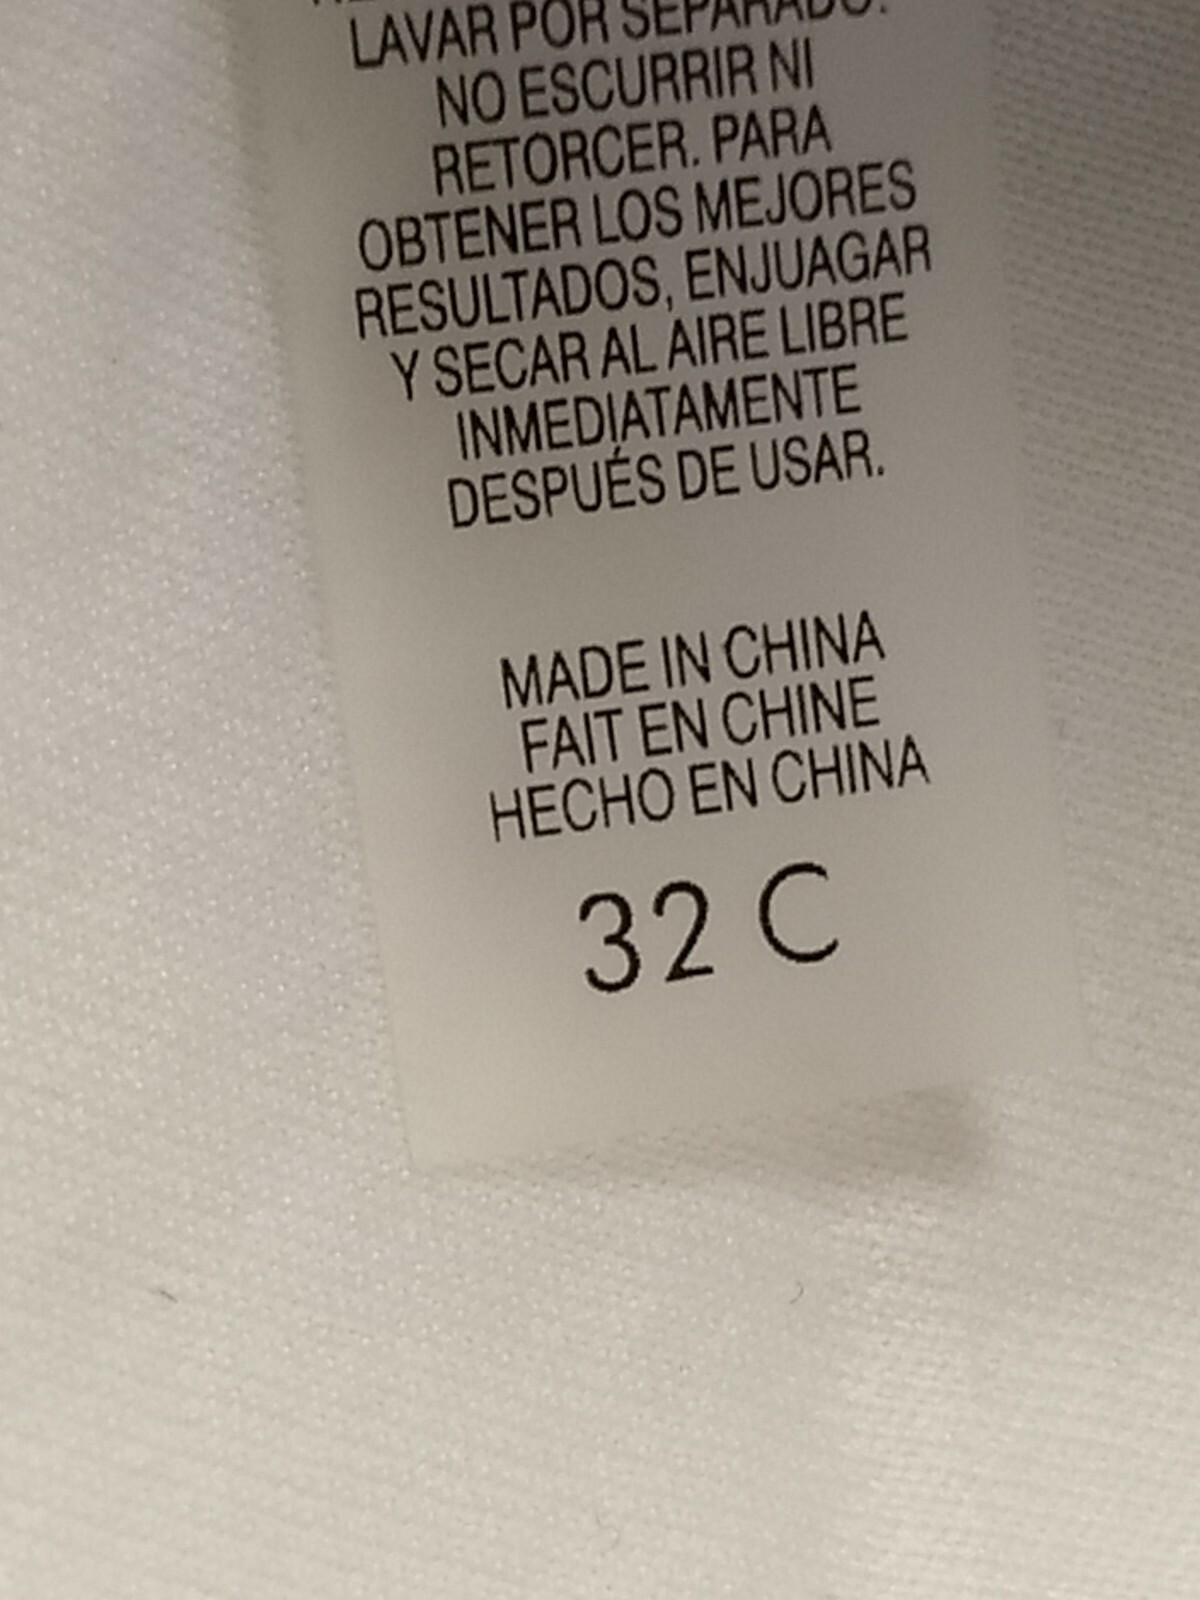 LAVAR POR SEPARADO.
NO ESCURRIR NI
RETORCER. PARA
OBTENER LOS MEJORES
RESULTADOS, ENJUAGAR
Y SECAR AL AIRE LIBRE
INMEDIATAMENTE
DESPUÉS DE USAR.
MADE IN CHINA
FAIT EN CHINE
HECHO EN CHINA
32 C